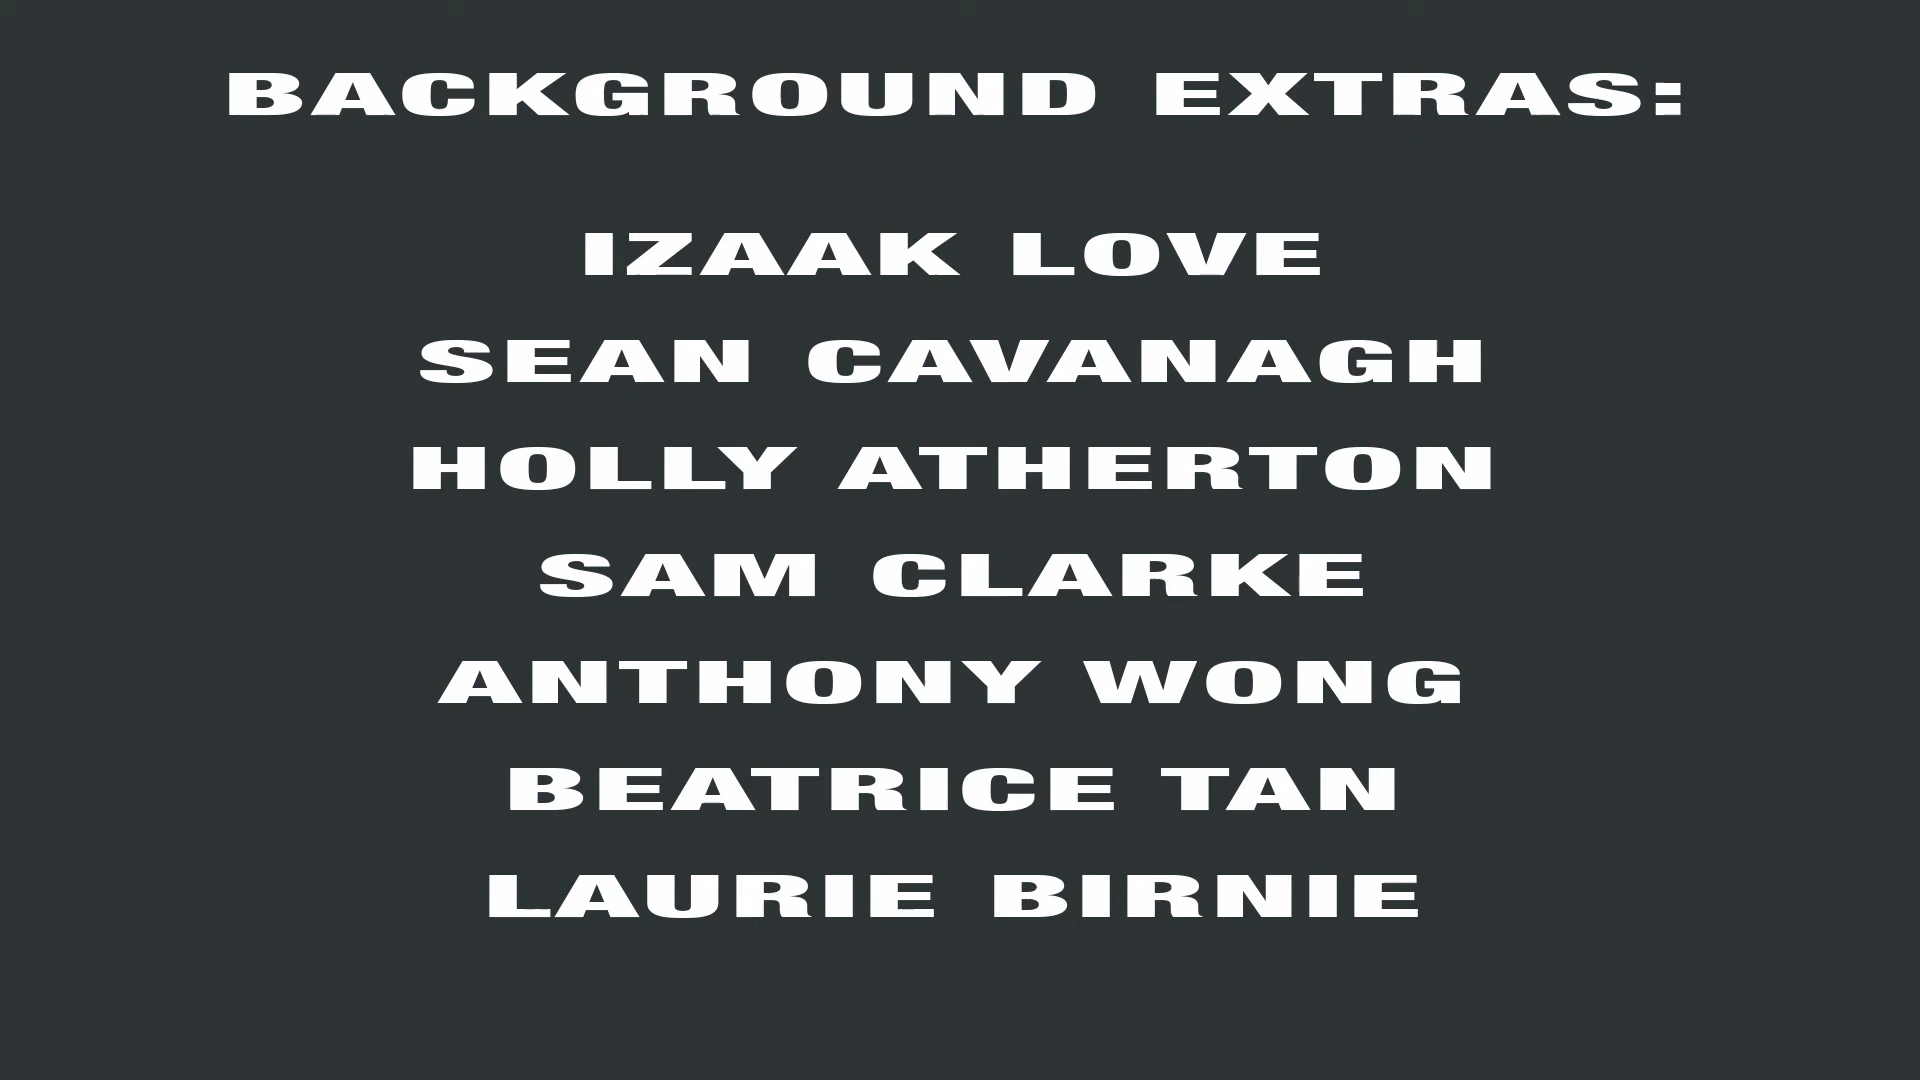 BACKGROUND EXTRAS:
IZAAK LOVE
SEAN CAVANAGH
HOLLY ATHERTON
SAM CLARKE
ANTHONY WONG
BEATRICE TAN
LAURIE BIRNIE